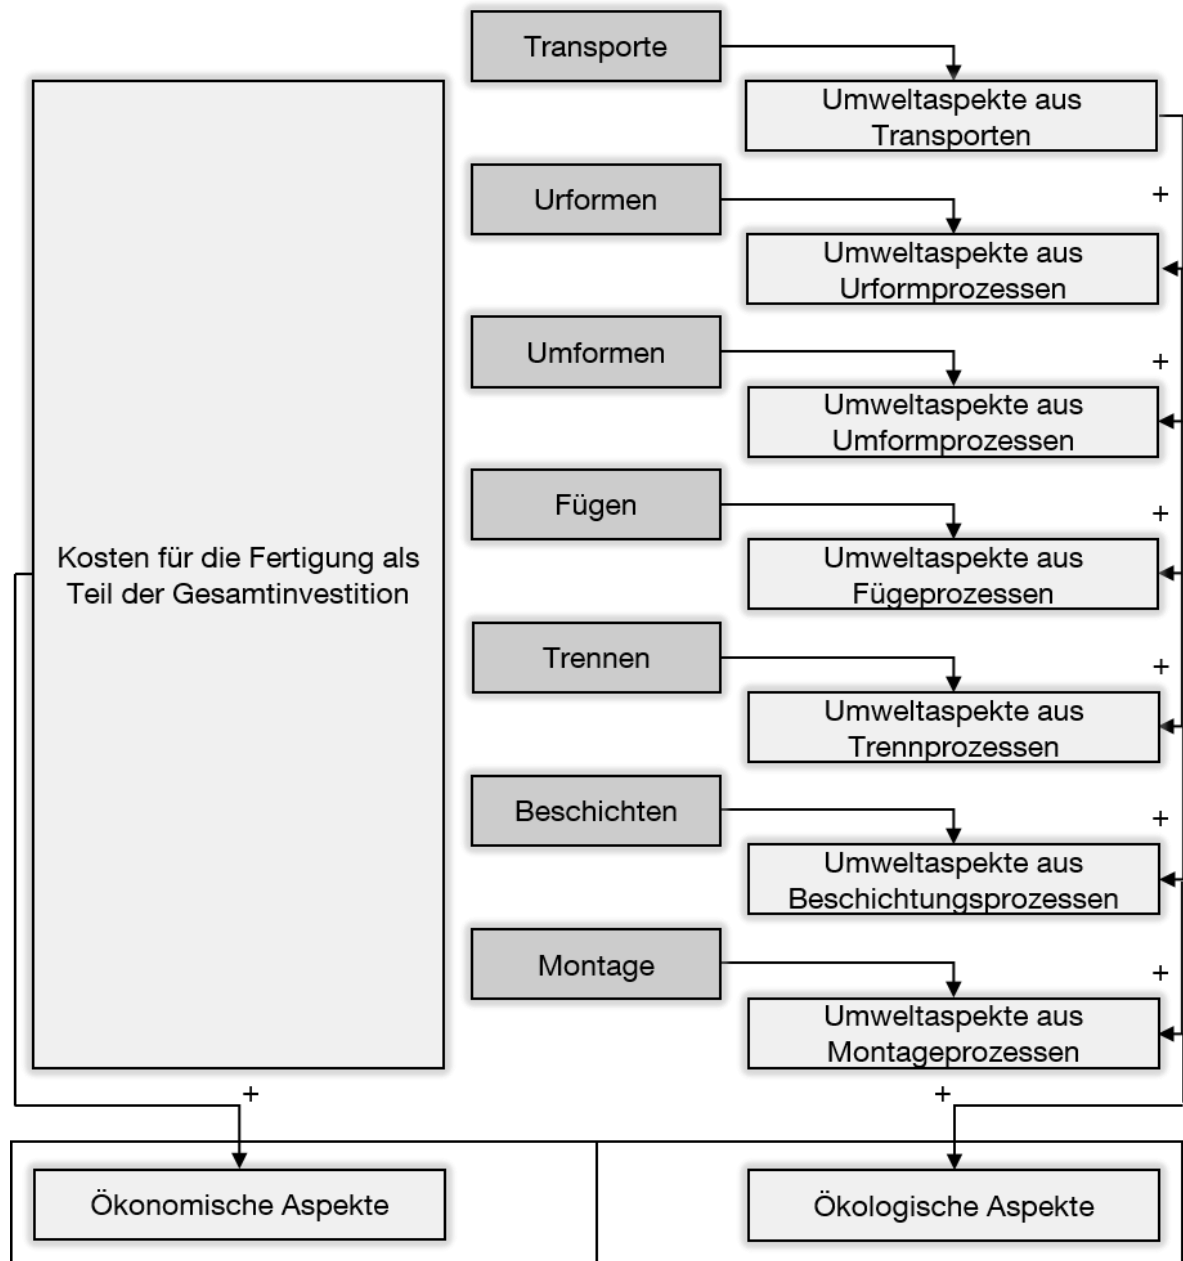 Transporte
Umweltaspekte aus
Transporten
+
Urformen
Umweltaspekte aus
Urformprozessen
+
Umformen
Umweltaspekte aus
Umformprozessen
+
Fügen
Kosten für die Fertigung als
Teil der Gesamtinvestition
Umweltaspekte aus
Fügeprozessen
+
Trennen
Umweltaspekte aus
Trennprozessen
+
Beschichten
Umweltaspekte aus
Beschichtungsprozessen
+
Montage
Umweltaspekte aus
Montageprozessen
+
+
Ökonomische Aspekte
Ökologische Aspekte